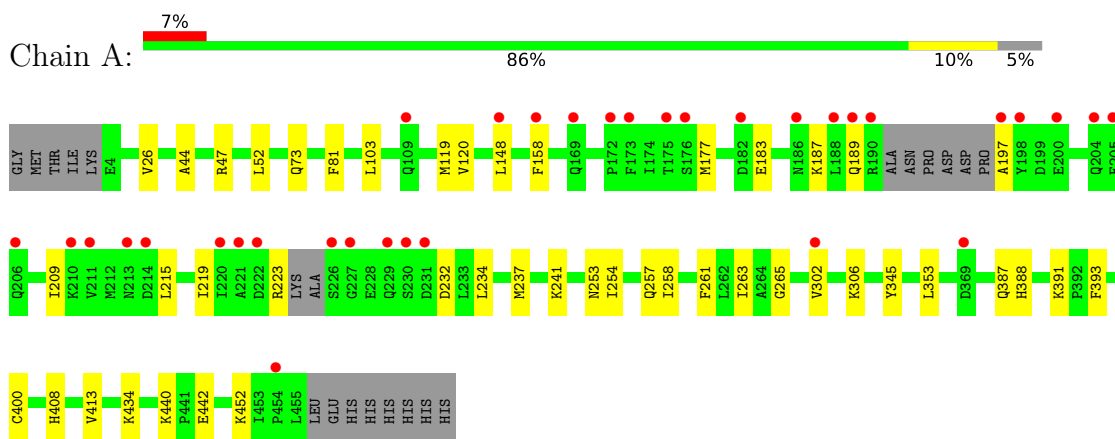 7%
Chain A:
86% 10% 5%
GLY MET THR ILE LYS E4 V26 A44 R47 L52 Q73 F81 L103 Q109 M119 V120 L148 F158 Q169 P172 F173 I174 T175 S176 M177 D182 E183 N186 K187 L188 Q189 R190 ALA ASN PRO ASP ASP PRO A197 Y198 D199 E200 Q204 E205
Q206 I209 K210 V211 M212 N213 D214 L215 I219 I220 A221 D222 R223 LYS ALA S226 G227 E228 Q229 S230 D231 D232 L233 L234 M237 K241 N253 I254 Q257 I258 F261 L262 I263 A264 G265 V302 K306 Y345 L353 D369 Q387 H388 K391 P392 F393
C400 H408 V413 K434 K440 P441 E442 K452 I453 P454 L455 LEU GLU HIS HIS HIS HIS HIS HIS